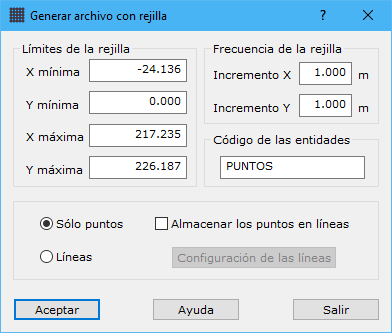 Generar archivo con rejilla
Límites de la rejilla
X mínima -24.136
Y mínima 0.000
X máxima 217.235
Y máxima 226.187
Frecuencia de la rejilla
Incremento X 1.000 m
Incremento Y 1.000 m
Código de las entidades
PUNTOS
Sólo puntos
Almacenar los puntos en líneas
Líneas
Configuración de las líneas
Aceptar
Ayuda
Salir